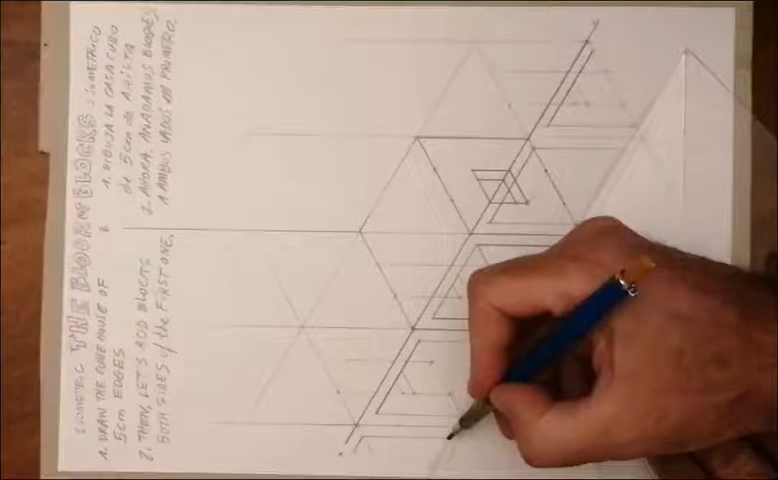 ISOMETRIC THE BLOCK'N'BLOCKS ISOMETRICO
1. DRAW THE CUBE HOUSE OF
5cm EDGES
2. THEN, LET'S ADD BLOCKS
BOTH SIDES of the FIRST ONE.
1. DIBUJA LA CASA CUBO
de 5cm de ARISTA
2. AHORA, AÑADAMOS BLOQUES
A AMBOS LADOS DEL PRIMERO.